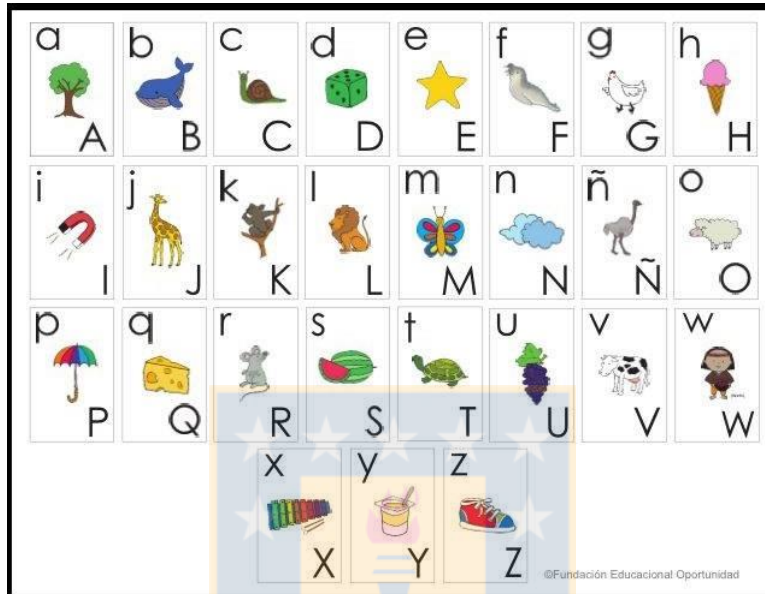 a b c d e f g h
A B C D E F G H
i j k l m n ñ o
I J K L M N Ñ O
p q r s t u v w
P Q R S T U V W
x y z
X Y Z
©Fundación Educacional Oportunidad